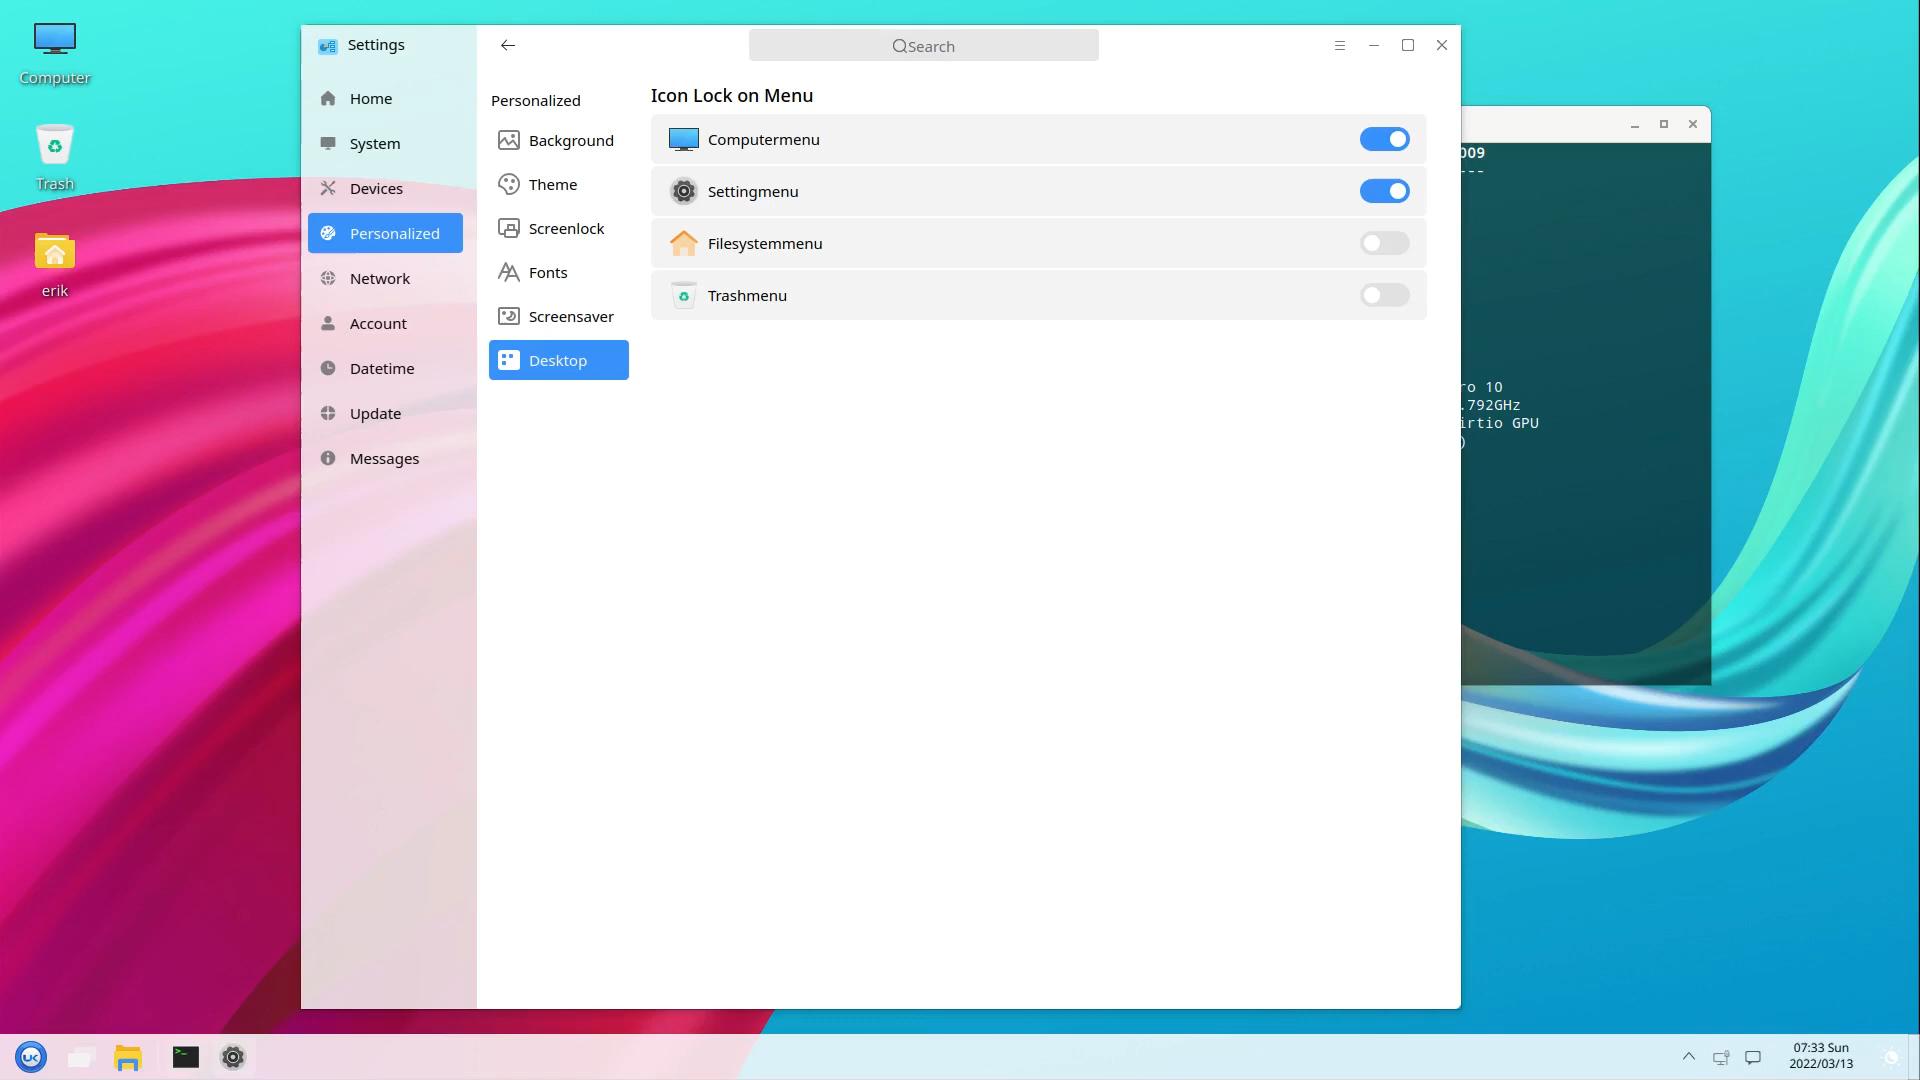 Computer
Trash
erik
Settings
Home
System
Devices
Personalized
Network
Account
Datetime
Update
Messages
Search
Personalized
Background
Theme
Screenlock
Fonts
Screensaver
Desktop
Icon Lock on Menu
Computermenu
Settingmenu
Filesystemmenu
Trashmenu
009
---
ro 10
.792GHz
irtio GPU
)
UK
>_
07:33 Sun
2022/03/13